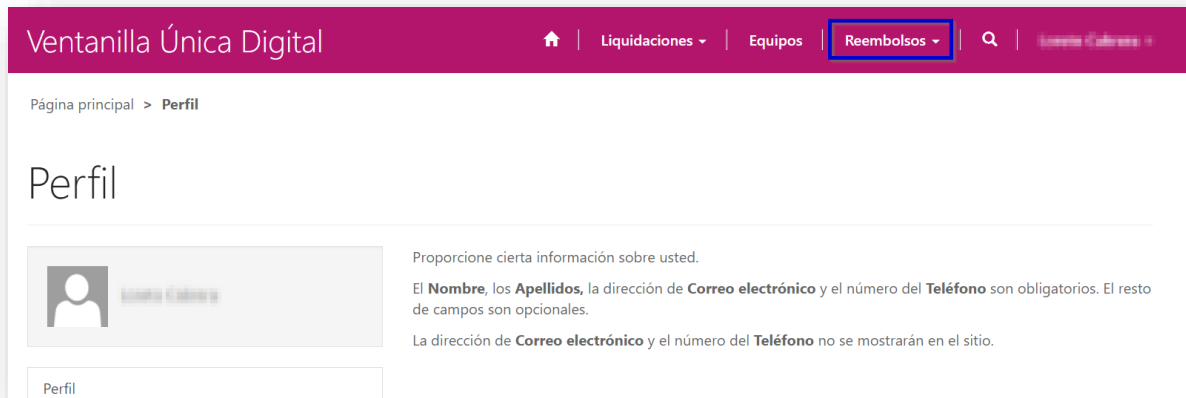 Ventanilla Única Digital
Liquidaciones
Equipos
Reembolsos
Página principal > Perfil
Perfil
Proporcione cierta información sobre usted.
El Nombre, los Apellidos, la dirección de Correo electrónico y el número del Teléfono son obligatorios. El resto
de campos son opcionales.
La dirección de Correo electrónico y el número del Teléfono no se mostrarán en el sitio.
Perfil